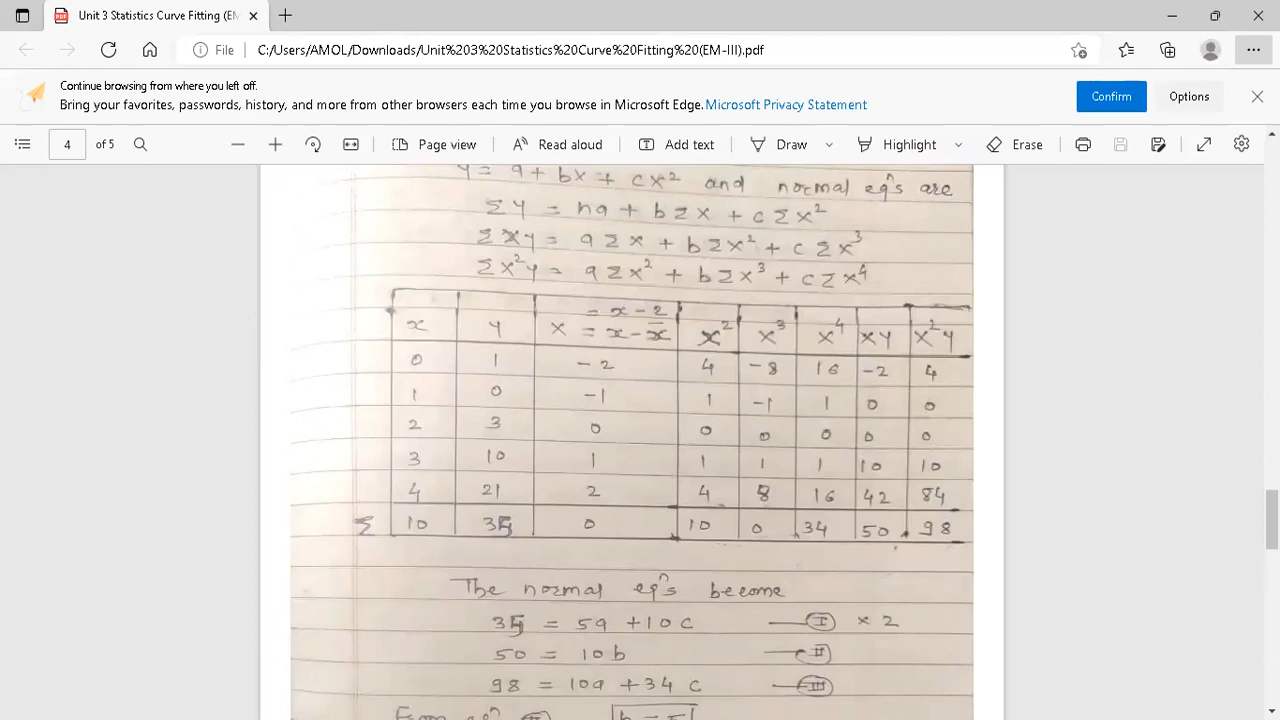 Unit 3 Statistics Curve Fitting (EM
File C:/Users/AMOL/Downloads/Unit%203%20Statistics%20Curve%20Fitting%20(EM-III).pdf
Continue browsing from where you left off.
Bring your favorites, passwords, history, and more from other browsers each time you browse in Microsoft Edge. Microsoft Privacy Statement
Confirm Options
4 of 5 Page view Read aloud Add text Draw Highlight Erase
Y = a + bX + cX² and normal eqⁿs are
ΣY = na + bΣX + cΣX²
ΣXY = aΣX + bΣX² + cΣX³
ΣX²Y = aΣX² + bΣX³ + cΣX⁴
= x - 2
x y X = x - x̄ X² X³ X⁴ XY X²Y
0 1 -2 4 -8 16 -2 4
1 0 -1 1 -1 1 0 0
2 3 0 0 0 0 0 0
3 10 1 1 1 1 10 10
4 21 2 4 8 16 42 84
Σ 10 35 0 10 0 34 50 98
The normal eqⁿs become
35 = 5a + 10c — I × 2
50 = 10b — II
98 = 10a + 34c — III
From eqⁿ II b = 5